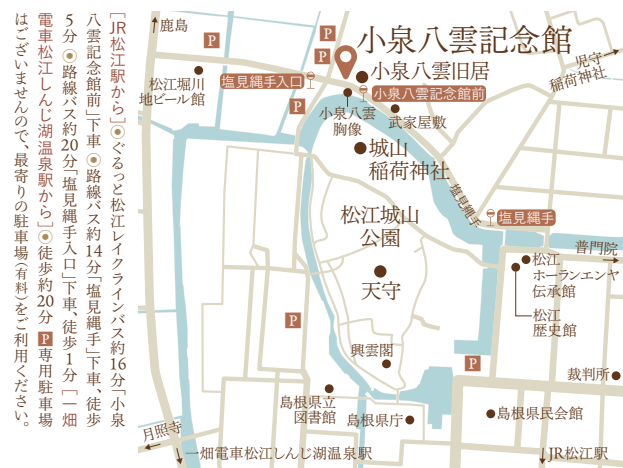 [JR松江駅から]◉ぐるっと松江レイクラインバス約16分「小泉
八雲記念館前」下車 ◉路線バス約14分「塩見縄手」下車、徒歩
5分 ◉路線バス約20分「塩見縄手入口」下車、徒歩1分 [一畑
電車松江しんじ湖温泉駅から]◉徒歩約20分 P専用駐車場
はございませんので、最寄りの駐車場(有料)をご利用ください。
鹿島
P
P
P
小泉八雲記念館
児守
稲荷神社
松江堀川
地ビール館
塩見縄手入口
小泉八雲旧居
小泉八雲記念館前
P
小泉八雲
胸像
武家屋敷
城山
稲荷神社
塩見縄手
塩見縄手
松江城山
公園
普門院
松江
ホーランエンヤ
伝承館
天守
松江
歴史館
P
興雲閣
P
裁判所
島根県立
図書館
島根県庁
島根県民会館
月照寺
一畑電車松江しんじ湖温泉駅
JR松江駅